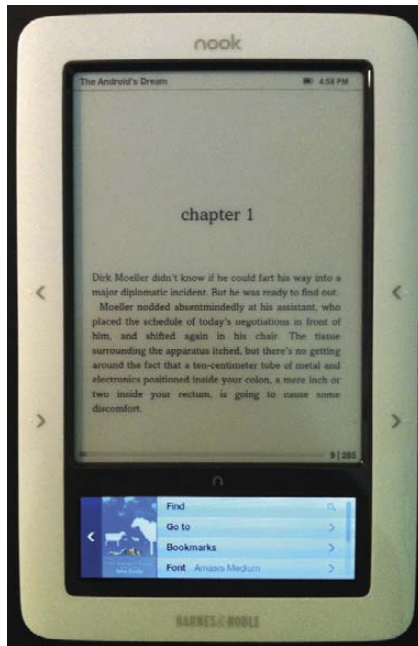 nook
The Android's Dream 4:58 PM
chapter 1
Dirk Moeller didn't know if he could fart his way into a
major diplomatic incident. But he was ready to find out.
Moeller nodded absentmindedly at his assistant, who
placed the schedule of today's negotiations in front of
him, and shifted again in his chair. The tissue
surrounding the apparatus itched, but there's no getting
around the fact that a ten-centimeter tube of metal and
electronics positioned inside your colon, a mere inch or
two inside your rectum, is going to cause some
discomfort.
9 | 285
Find
Go to
Bookmarks
Font Amasis Medium
BARNES & NOBLE